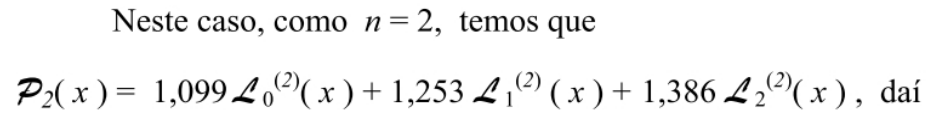 Neste caso, como n = 2, temos que
𝒫₂( x ) = 1,099 ℒ₀⁽²⁾( x ) + 1,253 ℒ₁⁽²⁾ ( x ) + 1,386 ℒ₂⁽²⁾( x ) , daí